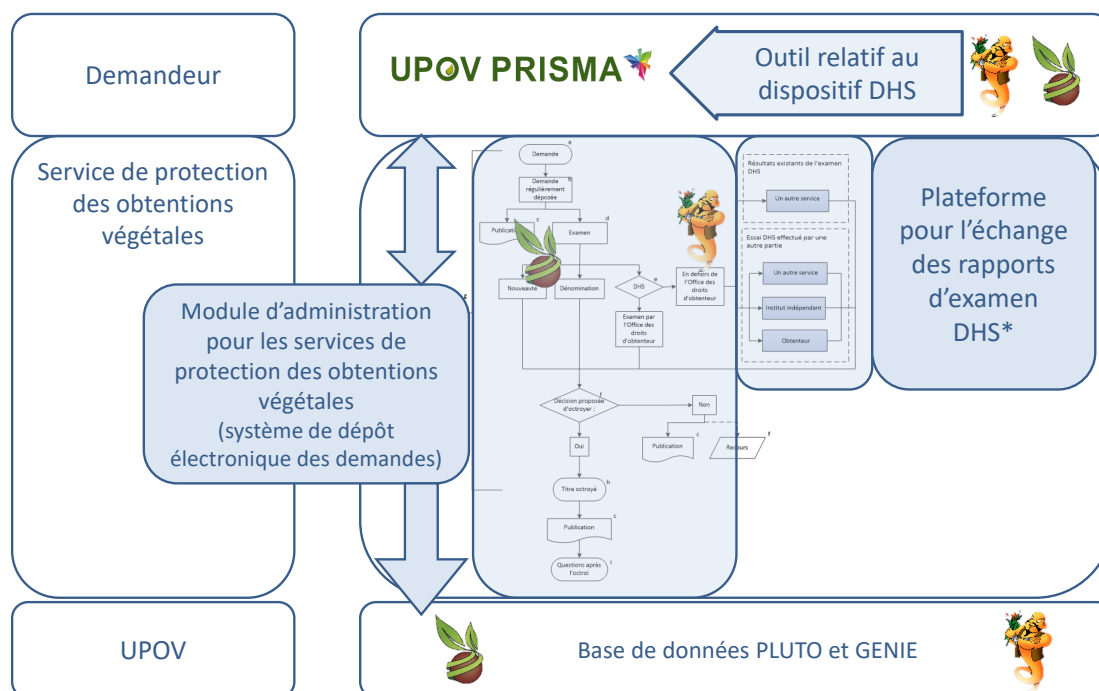 Demandeur
UPOV PRISMA
Outil relatif au
dispositif DHS
Service de protection
des obtentions
végétales
Module d'administration
pour les services de
protection des obtentions
végétales
(système de dépôt
électronique des demandes)
a
Demande
b
Demande
régulièrement
déposée
c
Publication
d
Examen
Nouveauté
Dénomination
e
DHS
En dehors de
l'Office des
droits
d'obtenteur
Examen par
l'Office des
droits
d'obtenteur
g
f
Décision proposée
d'octroyer :
Non
Oui
c
Publication
f
Recours
h
Titre octroyé
c
Publication
i
Questions après
l'octroi
Résultats existants de l'examen
DHS
Un autre service
Essai DHS effectué par une
autre partie
Un autre service
Institut indépendant
Obtenteur
Plateforme
pour l'échange
des rapports
d'examen
DHS*
UPOV
Base de données PLUTO et GENIE